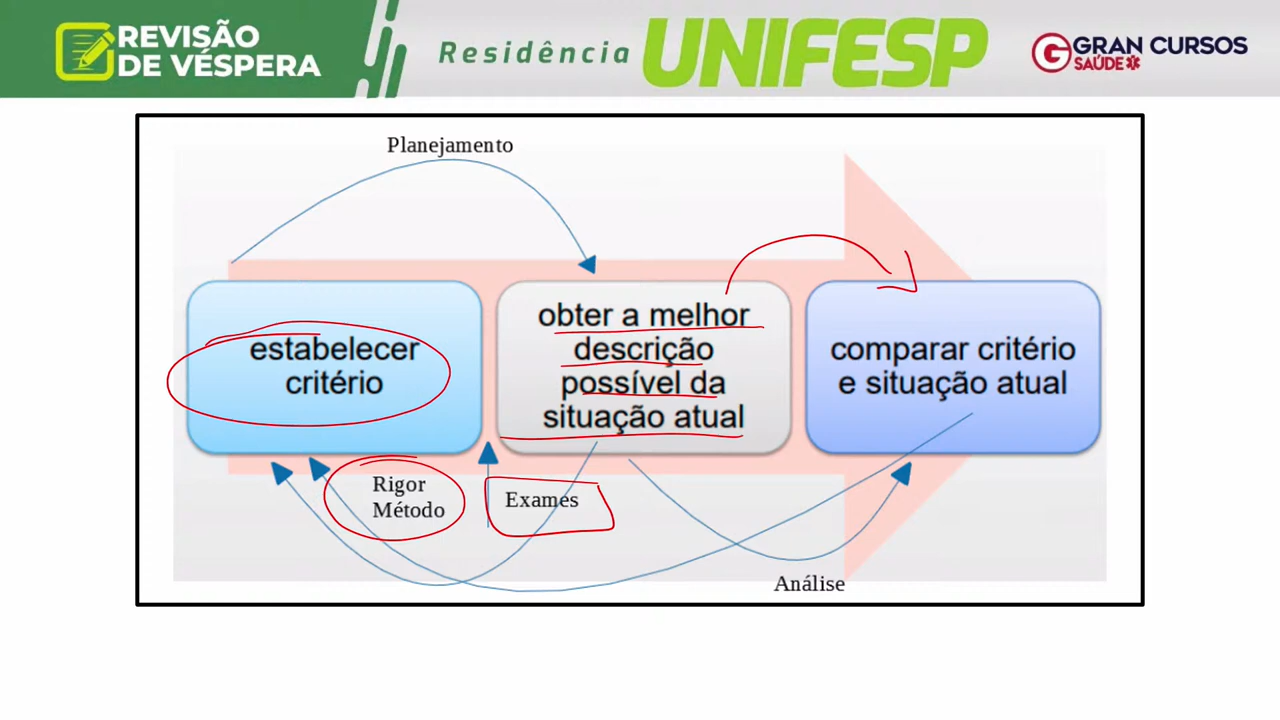 REVISÃO
DE VÉSPERA
Residência UNIFESP
GRAN CURSOS
SAÚDE
Planejamento
estabelecer
critério
obter a melhor
descrição
possível da
situação atual
comparar critério
e situação atual
Rigor
Método
Exames
Análise